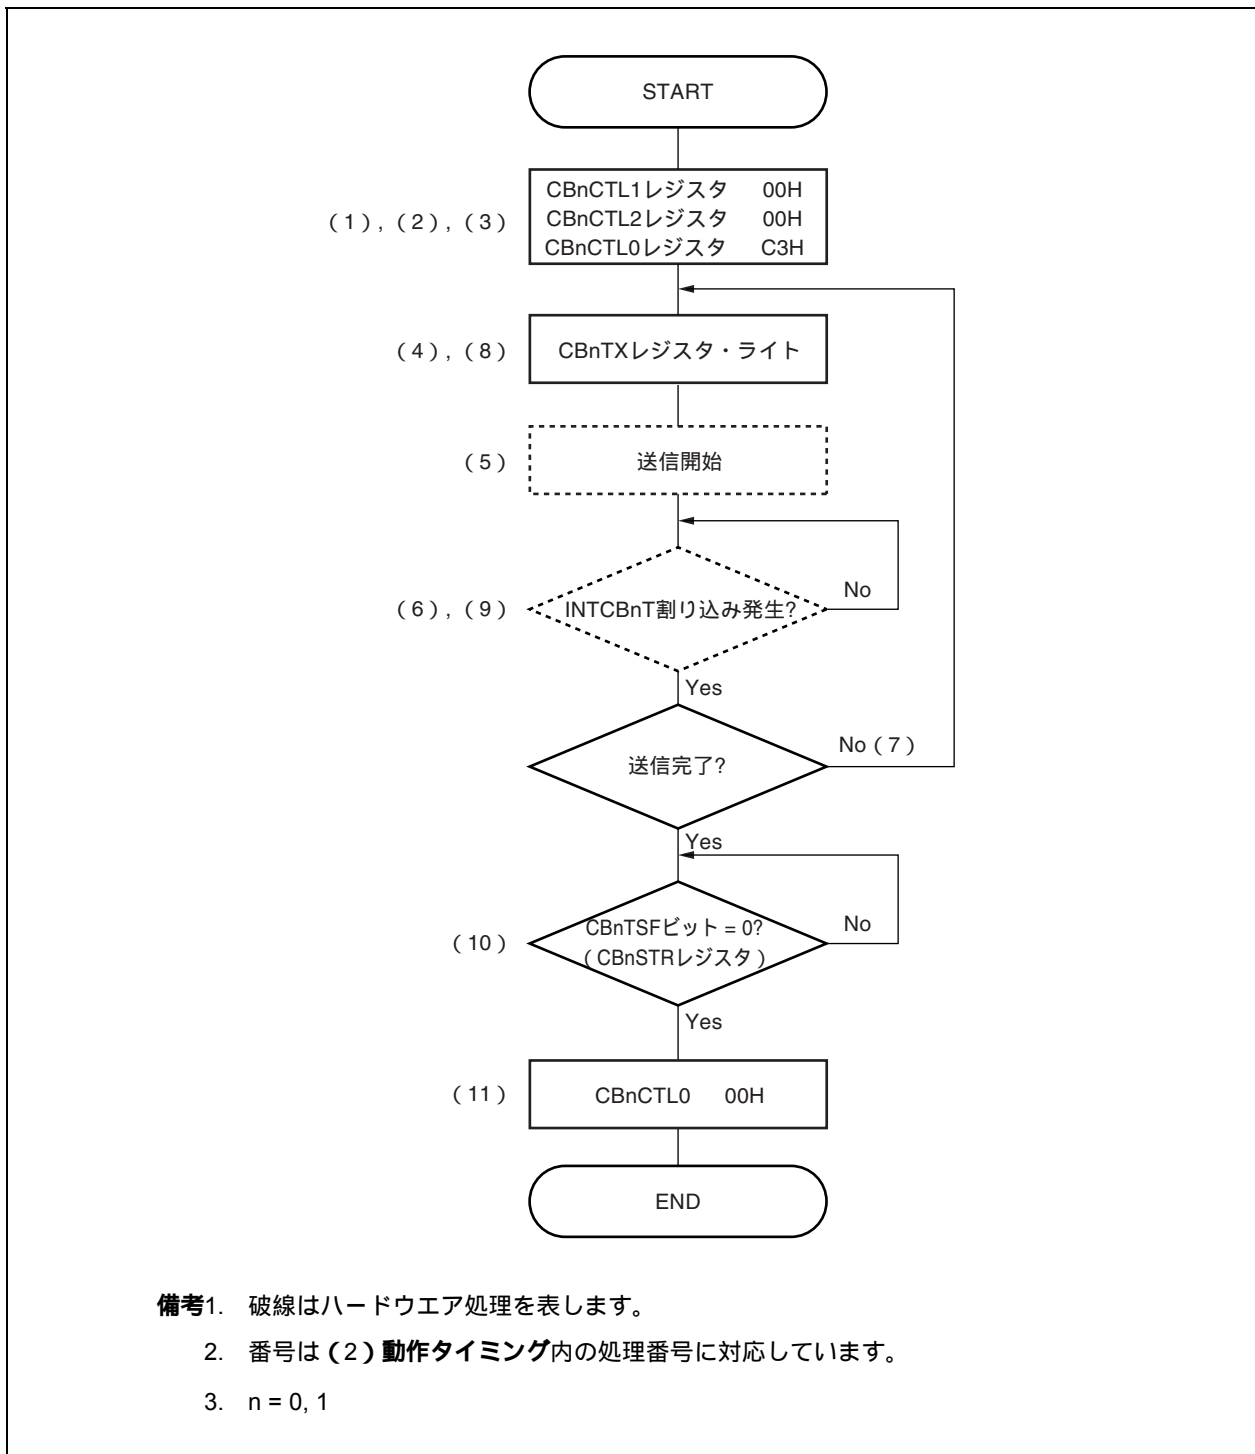 START
(1),(2),(3)
CBnCTL1レジスタ 00H
CBnCTL2レジスタ 00H
CBnCTL0レジスタ C3H
(4),(8)
CBnTXレジスタ・ライト
(5)
送信開始
(6),(9)
INTCBnT割り込み発生?
No
Yes
送信完了?
No(7)
Yes
(10)
CBnTSFビット = 0?
(CBnSTRレジスタ)
No
Yes
(11)
CBnCTL0 00H
END
備考1. 破線はハードウエア処理を表します。
2. 番号は(2)動作タイミング内の処理番号に対応しています。
3. n = 0, 1